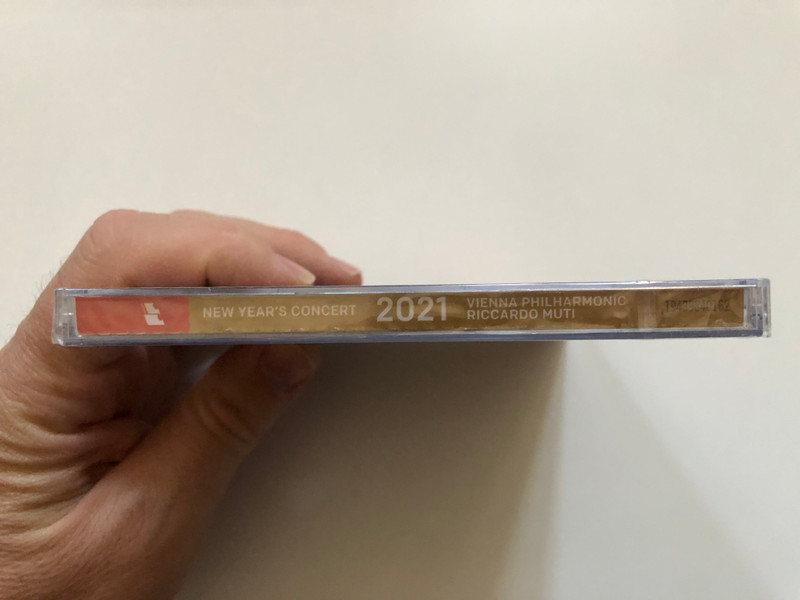 NEW YEAR'S CONCERT
2021
VIENNA PHILHARMONIC
RICCARDO MUTI